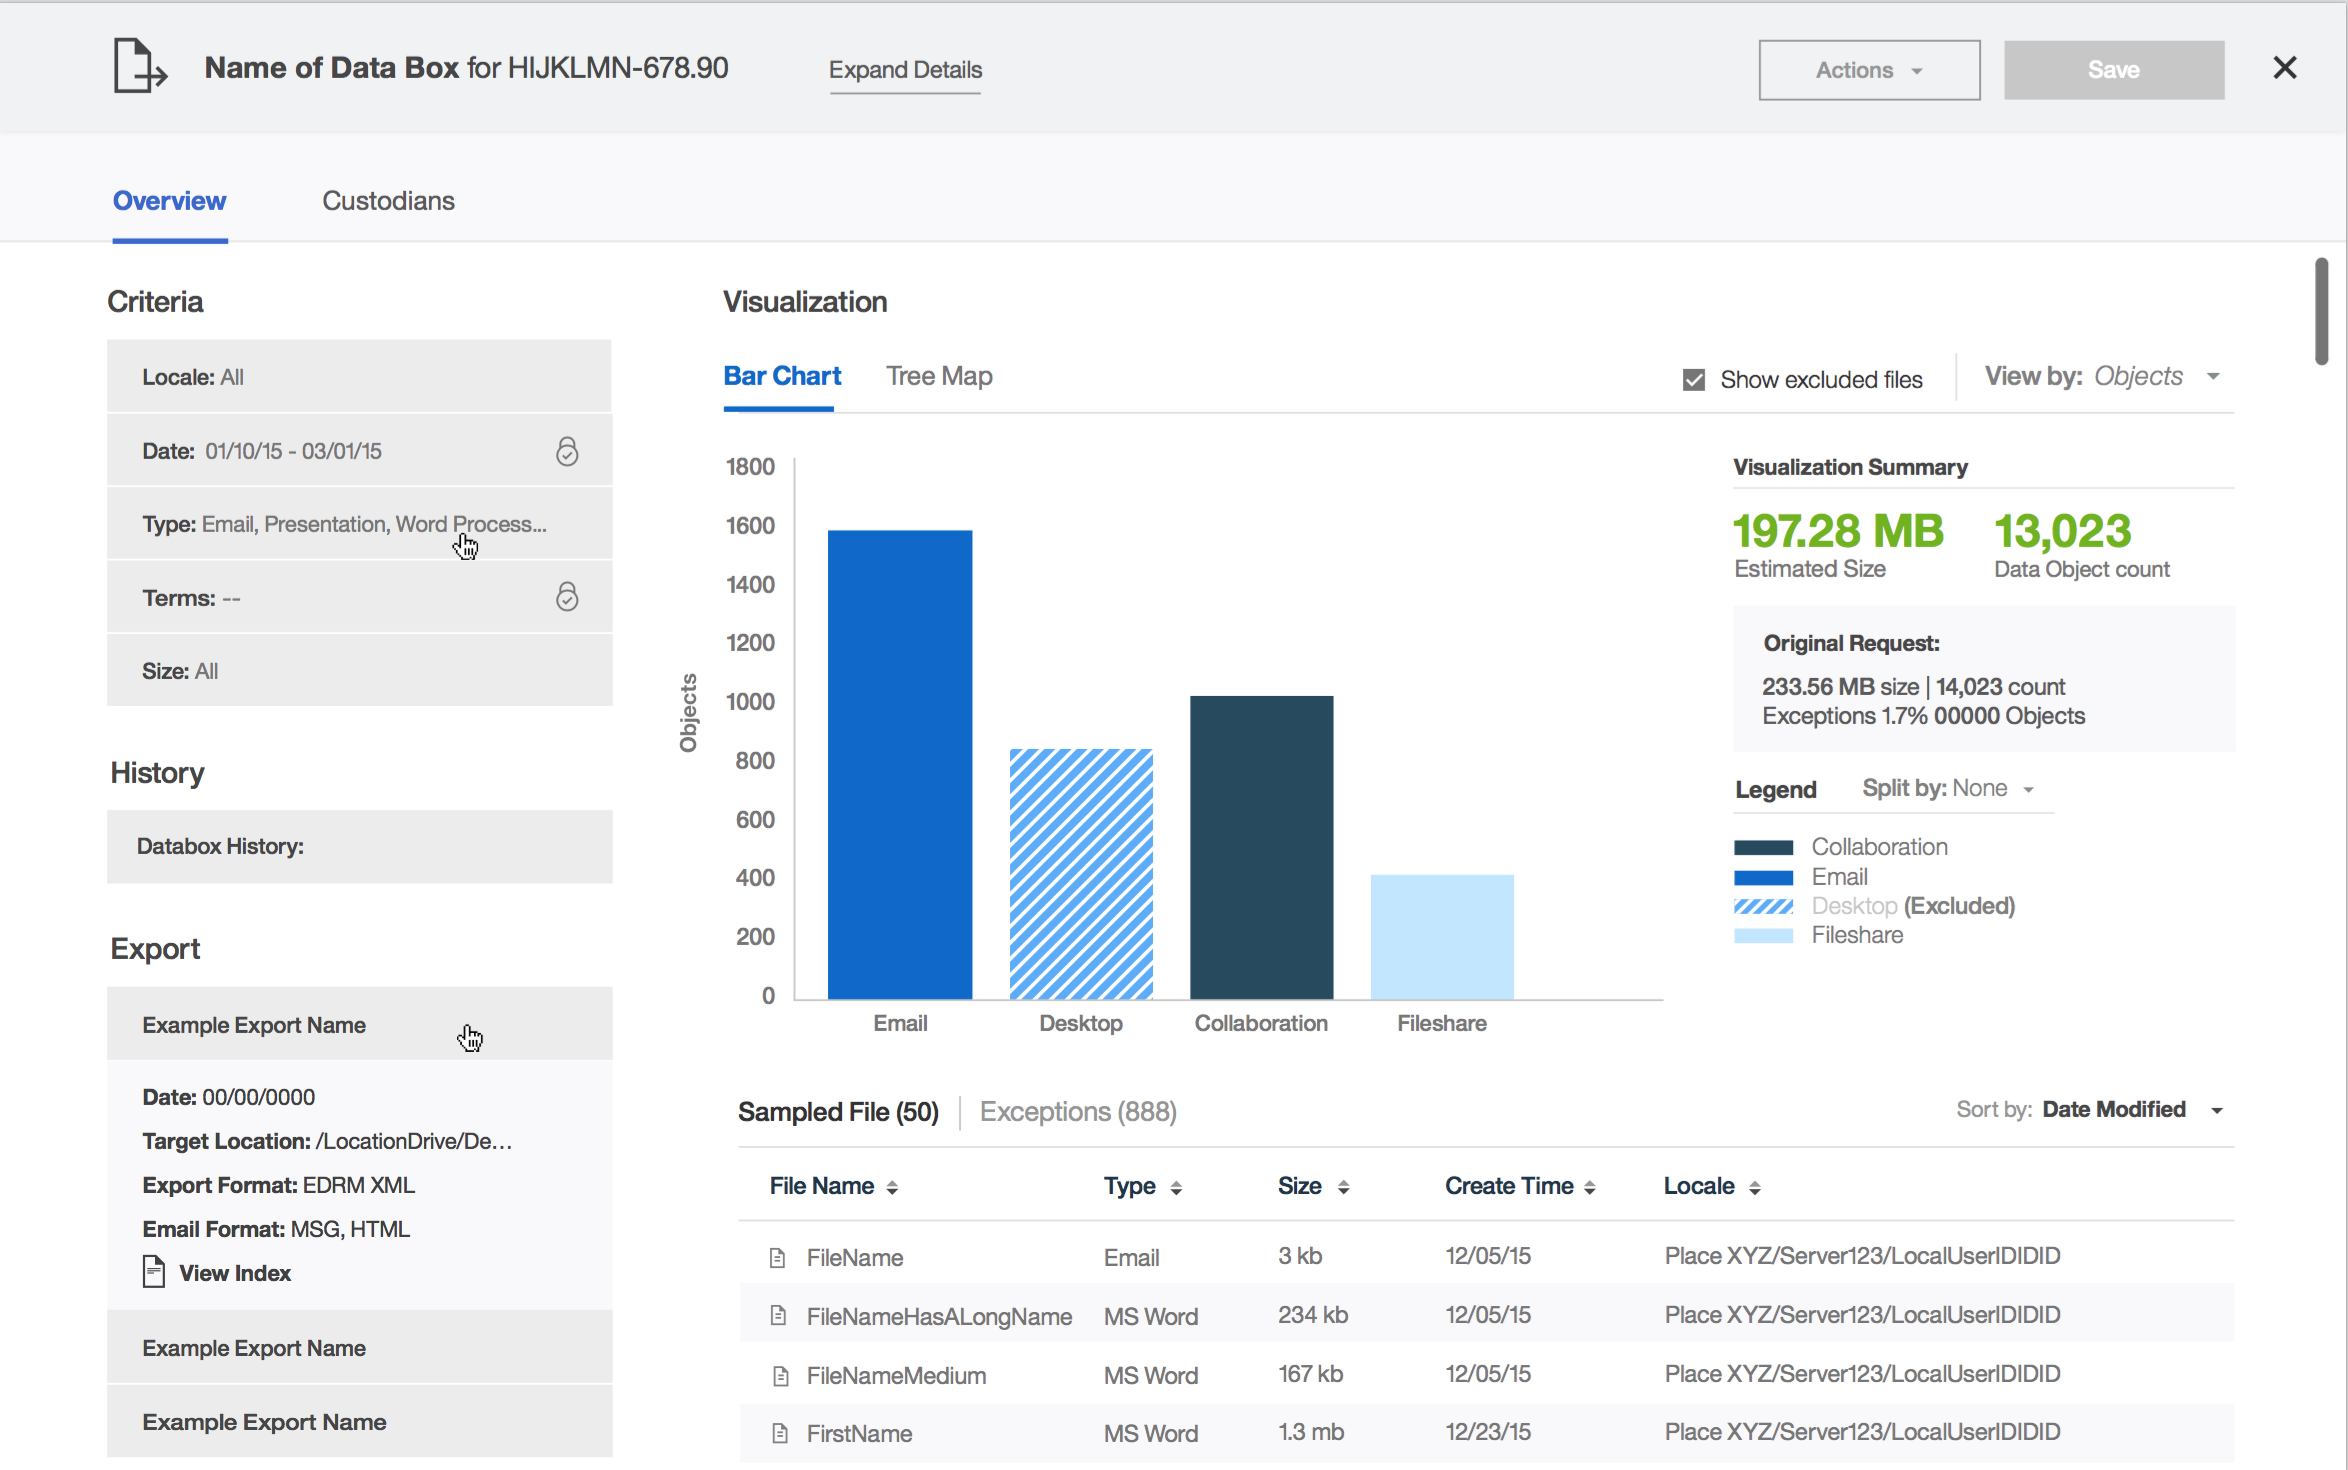 Name of Data Box for HIJKLMN-678.90
Expand Details
Actions
Save
Overview
Custodians
Criteria
Locale: All
Date: 01/10/15 - 03/01/15
Type: Email, Presentation, Word Process...
Terms: --
Size: All
History
Databox History:
Export
Example Export Name
Date: 00/00/0000
Target Location: /LocationDrive/De...
Export Format: EDRM XML
Email Format: MSG, HTML
View Index
Example Export Name
Example Export Name
Visualization
Bar Chart
Tree Map
Show excluded files
View by: Objects
Objects
1800
1600
1400
1200
1000
800
600
400
200
0
Email
Desktop
Collaboration
Fileshare
Visualization Summary
197.28 MB
Estimated Size
13,023
Data Object count
Original Request:
233.56 MB size | 14,023 count
Exceptions 1.7% 00000 Objects
Legend
Split by: None
Collaboration
Email
Desktop (Excluded)
Fileshare
Sampled File (50)
Exceptions (888)
Sort by: Date Modified
File Name Type Size Create Time Locale
FileName Email 3 kb 12/05/15 Place XYZ/Server123/LocalUserIDIDID
FileNameHasALongName MS Word 234 kb 12/05/15 Place XYZ/Server123/LocalUserIDIDID
FileNameMedium MS Word 167 kb 12/05/15 Place XYZ/Server123/LocalUserIDIDID
FirstName MS Word 1.3 mb 12/23/15 Place XYZ/Server123/LocalUserIDIDID